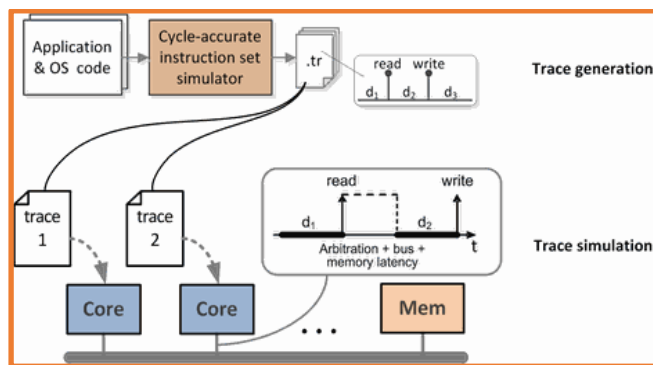 Application
& OS code
Cycle-accurate
instruction set
simulator
.tr
read write
d1 d2 d3
Trace generation
trace
1
trace
2
read
write
d1
d2
t
Arbitration + bus +
memory latency
Trace simulation
Core
Core
...
Mem